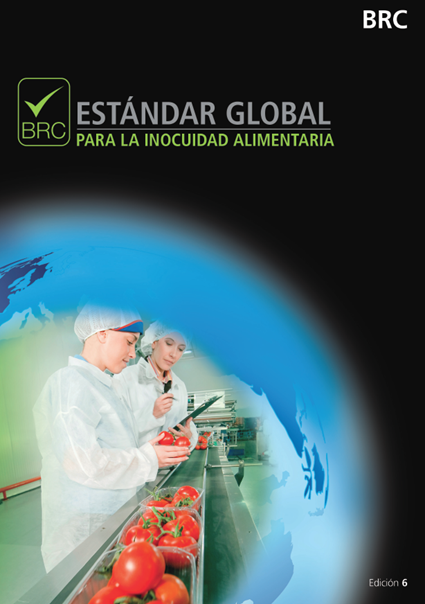 BRC
BRC
ESTÁNDAR GLOBAL
PARA LA INOCUIDAD ALIMENTARIA
Edición 6